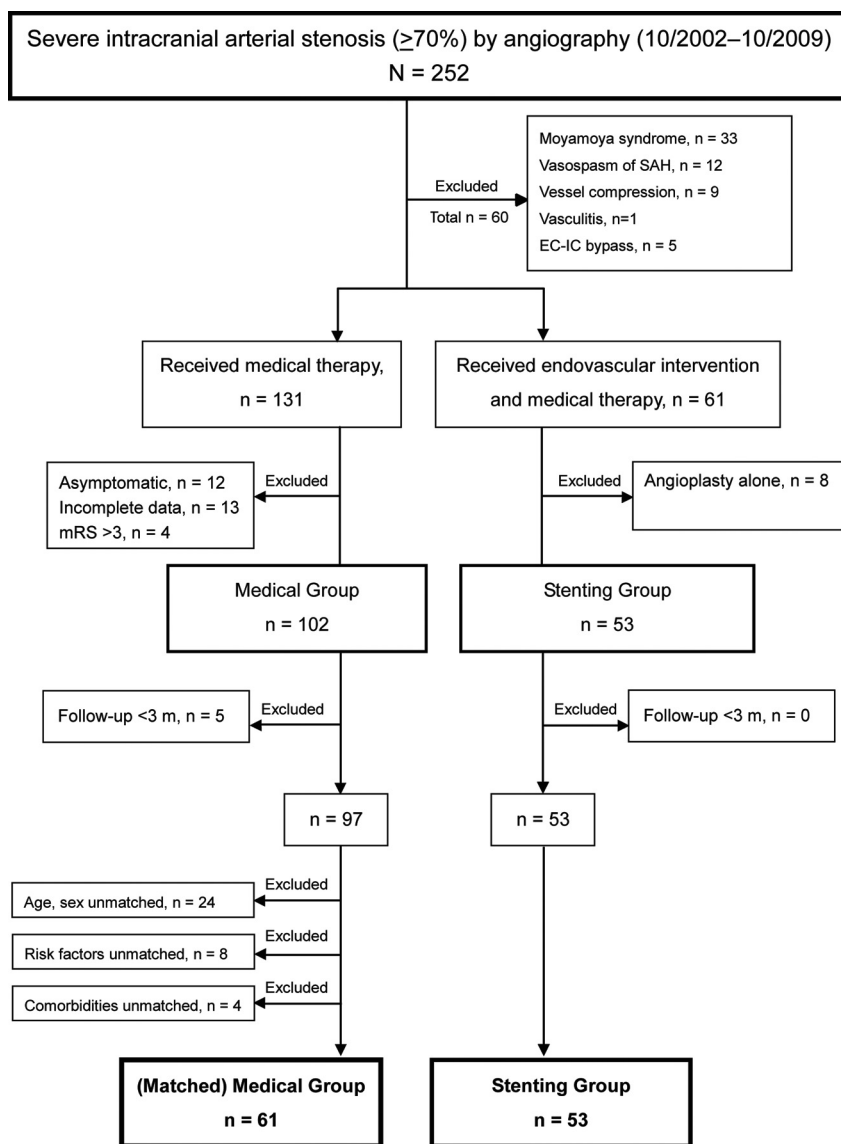 Severe intracranial arterial stenosis (≥70%) by angiography (10/2002–10/2009)
N = 252
Moyamoya syndrome, n = 33
Vasospasm of SAH, n = 12
Vessel compression, n = 9
Vasculitis, n=1
EC-IC bypass, n = 5
Excluded
Total n = 60
Received medical therapy,
n = 131
Received endovascular intervention
and medical therapy, n = 61
Asymptomatic, n = 12
Incomplete data, n = 13
mRS >3, n = 4
Excluded
Excluded
Angioplasty alone, n = 8
Medical Group
n = 102
Stenting Group
n = 53
Follow-up <3 m, n = 5
Excluded
Excluded
Follow-up <3 m, n = 0
n = 97
n = 53
Age, sex unmatched, n = 24
Excluded
Risk factors unmatched, n = 8
Excluded
Comorbidities unmatched, n = 4
Excluded
(Matched) Medical Group
n = 61
Stenting Group
n = 53